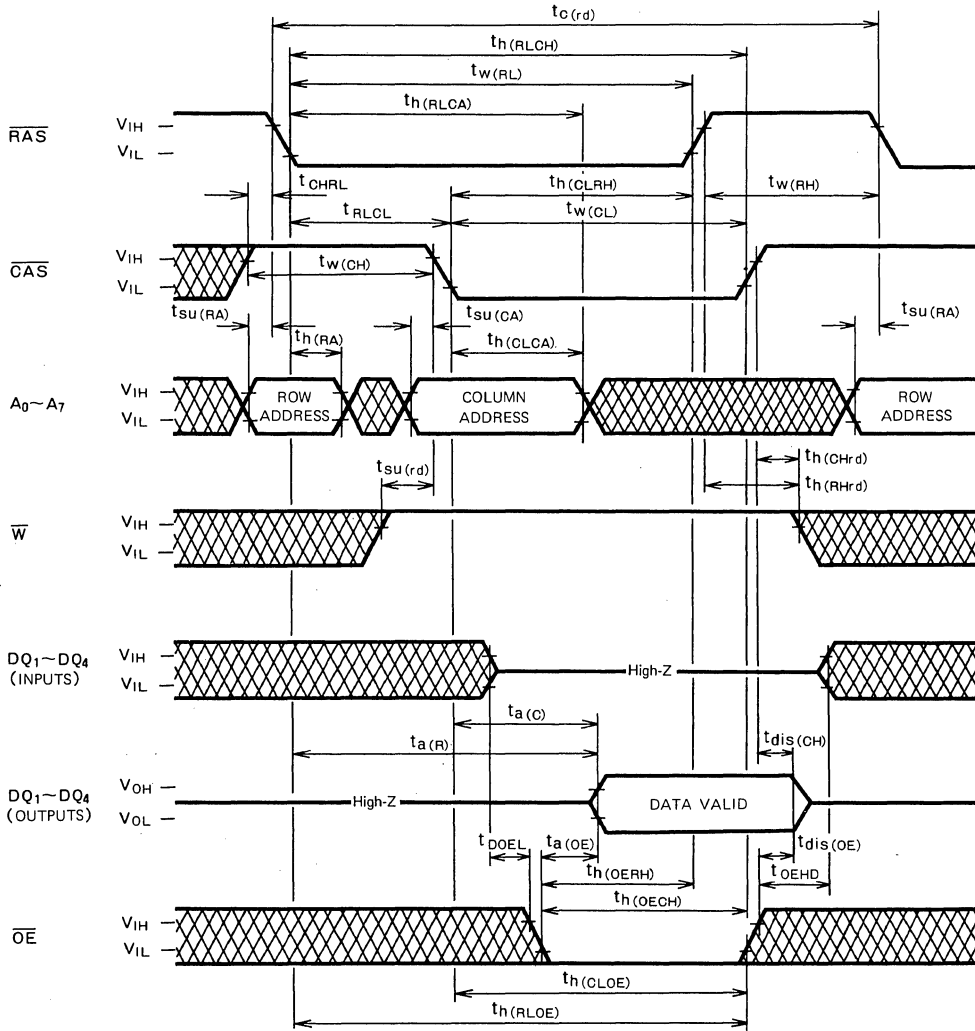 tC(rd)
th(RLCH)
tw(RL)
th(RLCA)
RAS
VIH
VIL
tCHRL
th(CLRH)
tw(RH)
tRLCL
tw(CL)
CAS
VIH
VIL
tw(CH)
tsu(RA)
th(RA)
tsu(CA)
th(CLCA)
tsu(RA)
A0~A7
VIH
VIL
ROW
ADDRESS
COLUMN
ADDRESS
ROW
ADDRESS
tsu(rd)
th(CHrd)
th(RHrd)
W
VIH
VIL
DQ1~DQ4
(INPUTS)
VIH
VIL
High-Z
ta(C)
ta(R)
tdis(CH)
DQ1~DQ4
(OUTPUTS)
VOH
VOL
High-Z
DATA VALID
tDOEL
ta(OE)
tdis(OE)
th(OERH)
tOEHD
th(OECH)
OE
VIH
VIL
th(CLOE)
th(RLOE)